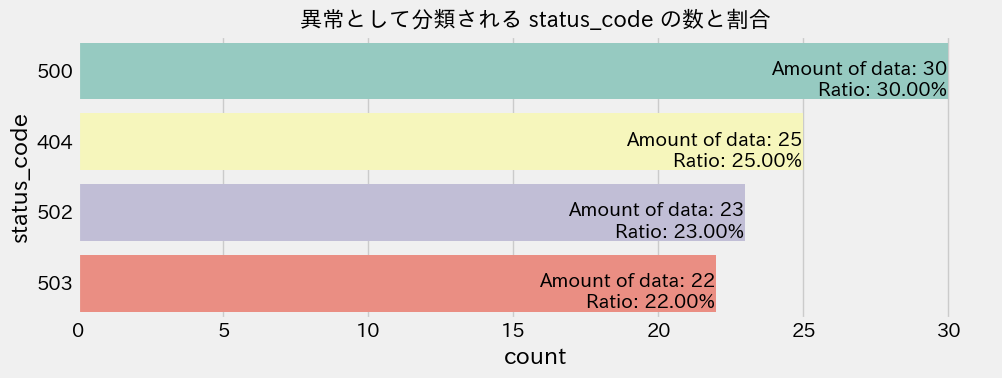 異常として分類される status_code の数と割合
status_code
500
Amount of data: 30
Ratio: 30.00%
404
Amount of data: 25
Ratio: 25.00%
502
Amount of data: 23
Ratio: 23.00%
503
Amount of data: 22
Ratio: 22.00%
0 5 10 15 20 25 30
count